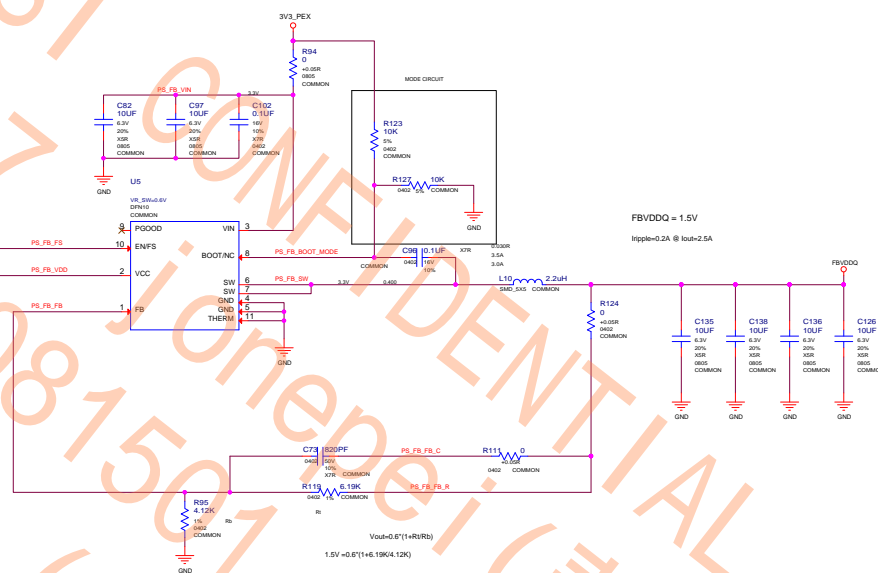 3V3_PEX
R94
0
+0.05R
0805
COMMON
MODE CIRCUIT
PS_FB_VIN
3.3V
C82
10UF
6.3V
20%
X5R
0805
COMMON
C97
10UF
6.3V
20%
X5R
0805
COMMON
C102
0.1UF
16V
10%
X7R
0402
COMMON
R123
10K
5%
0402
COMMON
GND
R127 10K
0402 5% COMMON
GND
U5
VR_SW=0.6V
DFN10
COMMON
9 PGOOD
10 EN/FS
2 VCC
1 FB
VIN 3
BOOT/NC 8
SW 6
SW 7
GND 4
GND 5
THERM 11
GND
PS_FB_FS
PS_FB_VDD
PS_FB_FB
PS_FB_BOOT_MODE
COMMON
C96 0.1UF
0402 16V
10%
X7R
0.030R
3.5A
3.0A
PS_FB_SW
3.3V 0.400
L10 2.2uH
SMD_5X5 COMMON
FBVDDQ = 1.5V
Iripple=0.2A @ Iout=2.5A
FBVDDQ
R124
0
+0.05R
0402
COMMON
C135
10UF
6.3V
20%
X5R
0805
COMMON
GND
C138
10UF
6.3V
20%
X5R
0805
COMMON
GND
C136
10UF
6.3V
20%
X5R
0805
COMMON
GND
C126
10UF
6.3V
20%
X5R
0805
COMMO
GND
C73 820PF
0402 50V
10%
X7R COMMON
PS_FB_FB_C
R111 0
+0.05R
0402 COMMON
R119 6.19K
0402 1% COMMON
PS_FB_FB_R
Rt
R95
4.12K
1%
0402
COMMON
Rb
GND
Vout=0.6*(1+Rt/Rb)
1.5V =0.6*(1+6.19K/4.12K)
CONFIDENTIAL
jonepei(